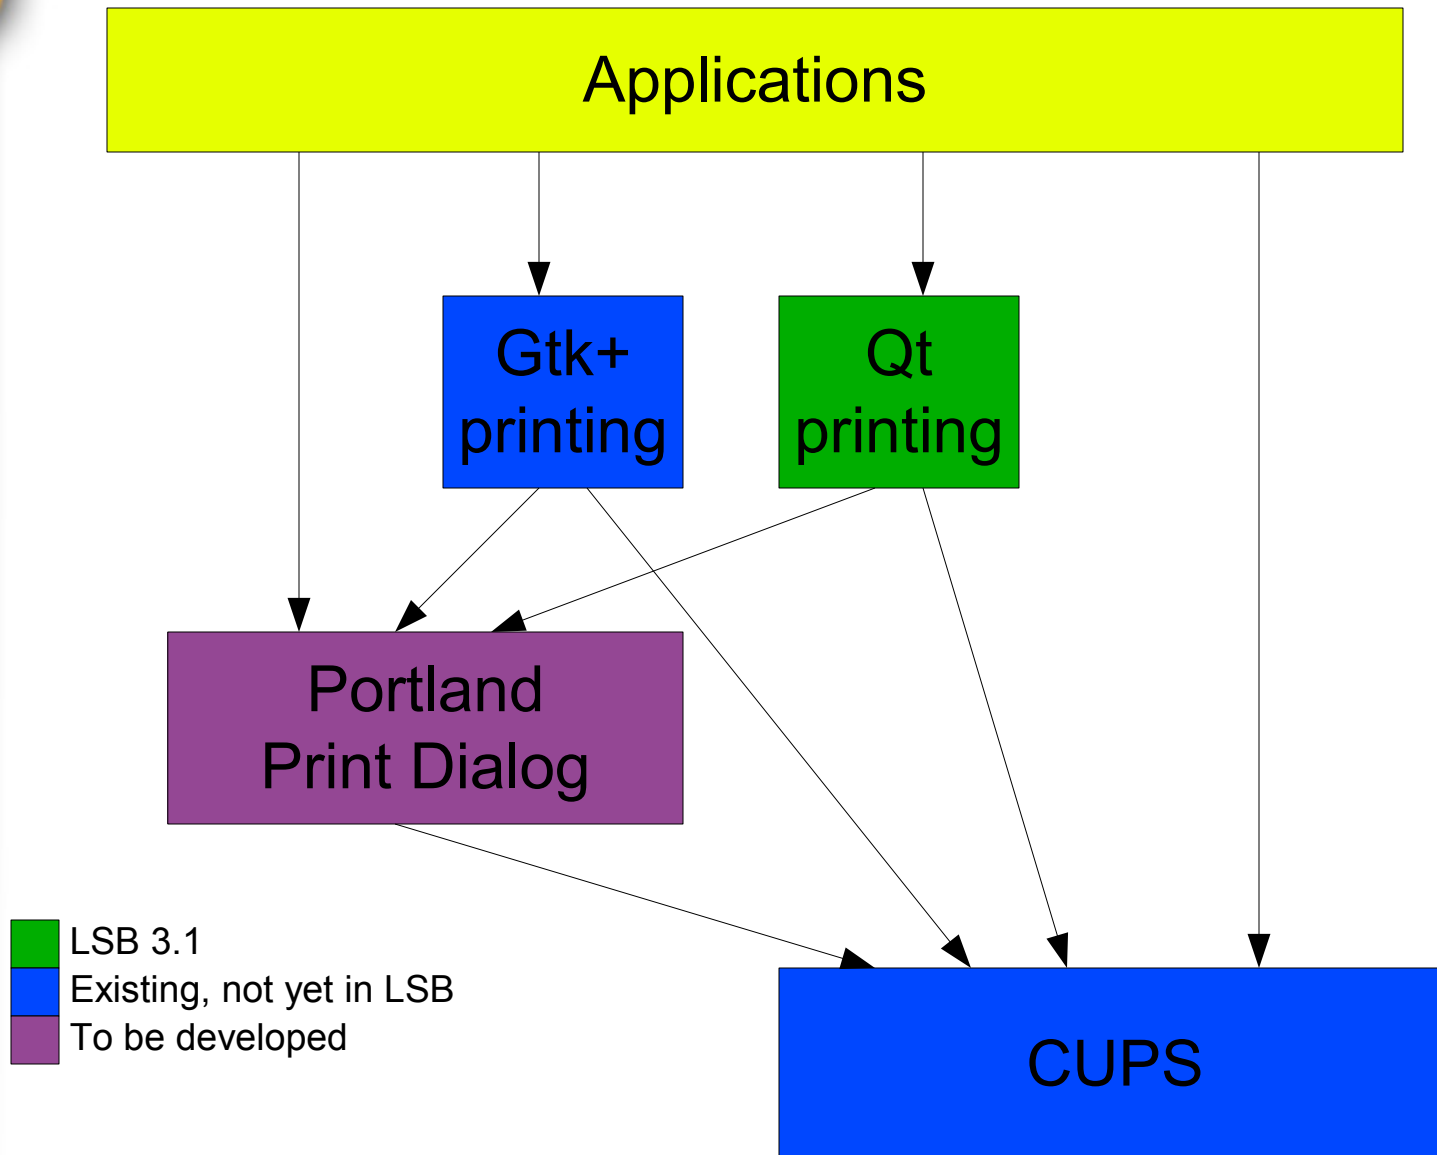 Applications
Gtk+
printing
Qt
printing
Portland
Print Dialog
LSB 3.1
Existing, not yet in LSB
To be developed
CUPS